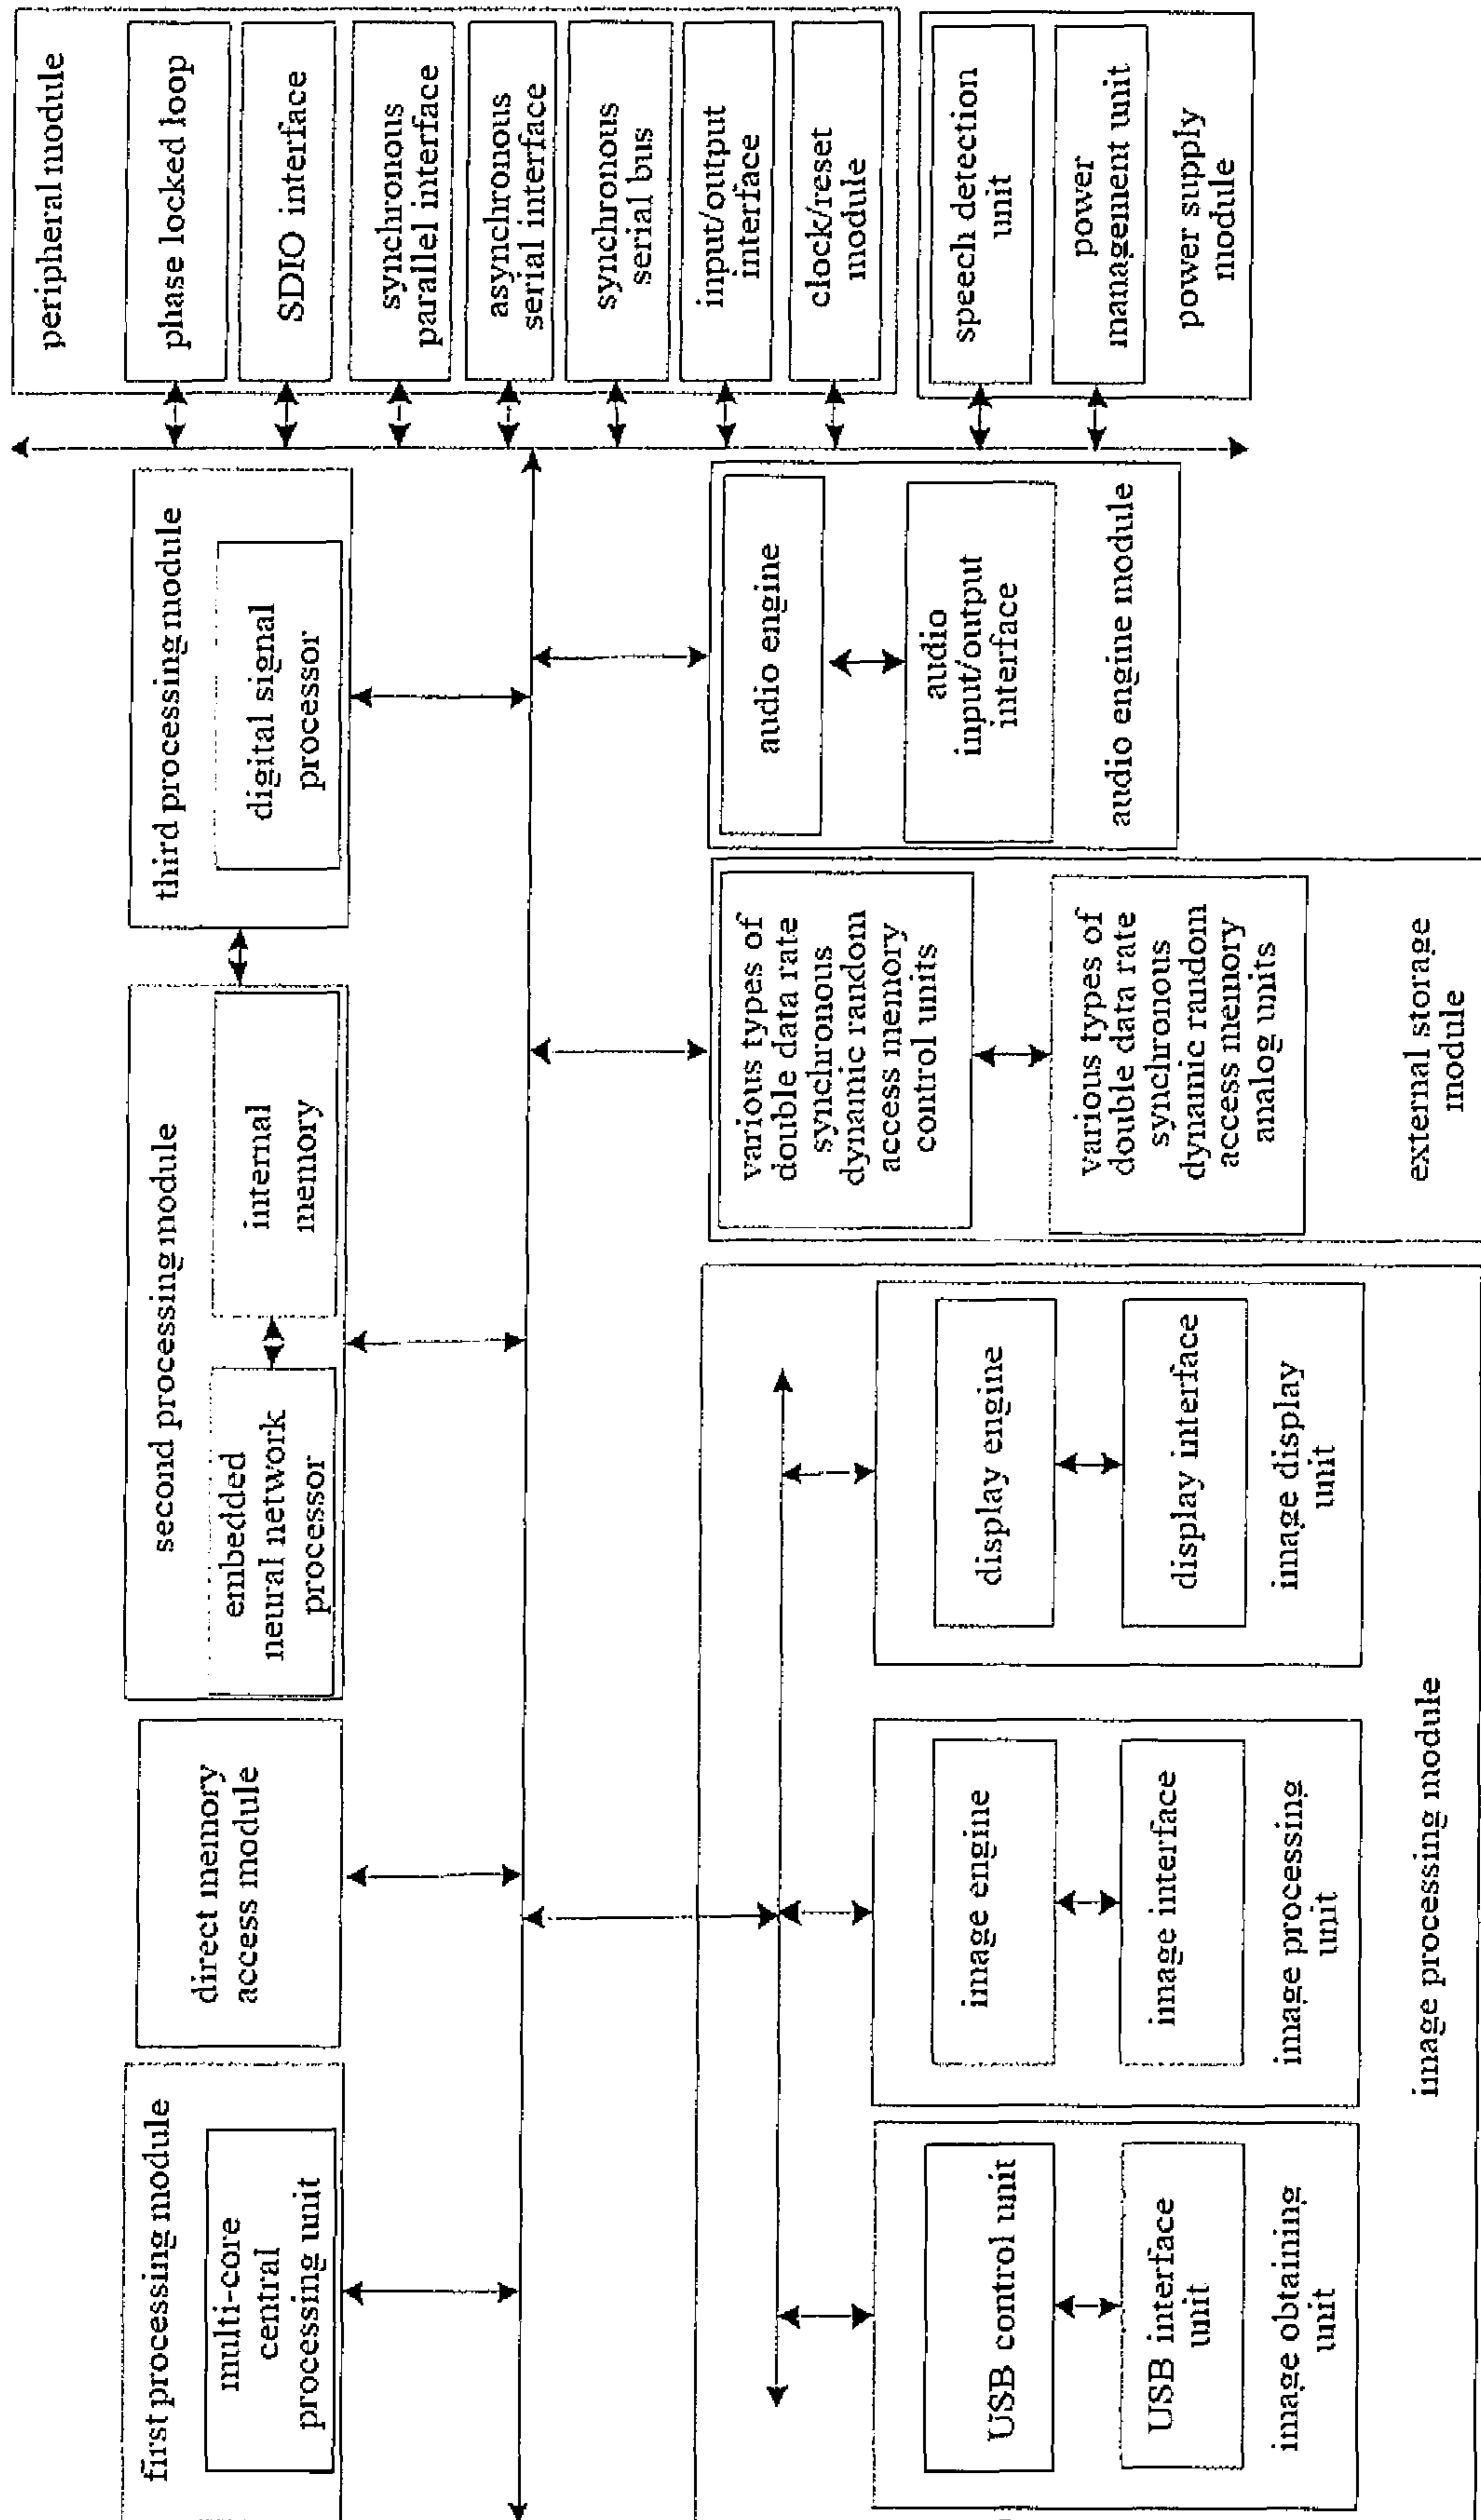 first processing module
multi-core
central
processing unit
direct memory
access module
second processing module
embedded
neural network
processor
internal
memory
third processing module
digital signal
processor
peripheral module
phase locked loop
SDIO interface
synchronous
parallel interface
asynchronous
serial interface
synchronous
serial bus
input/output
interface
clock/reset
module
speech detection
unit
power
management unit
power supply
module
USB control unit
USB interface
unit
image obtaining
unit
image engine
image interface
image processing
unit
display engine
display interface
image display
unit
image processing module
various types of
double data rate
synchronous
dynamic random
access memory
control units
various types of
double data rate
synchronous
dynamic random
access memory
analog units
external storage
module
audio engine
audio
input/output
interface
audio engine module